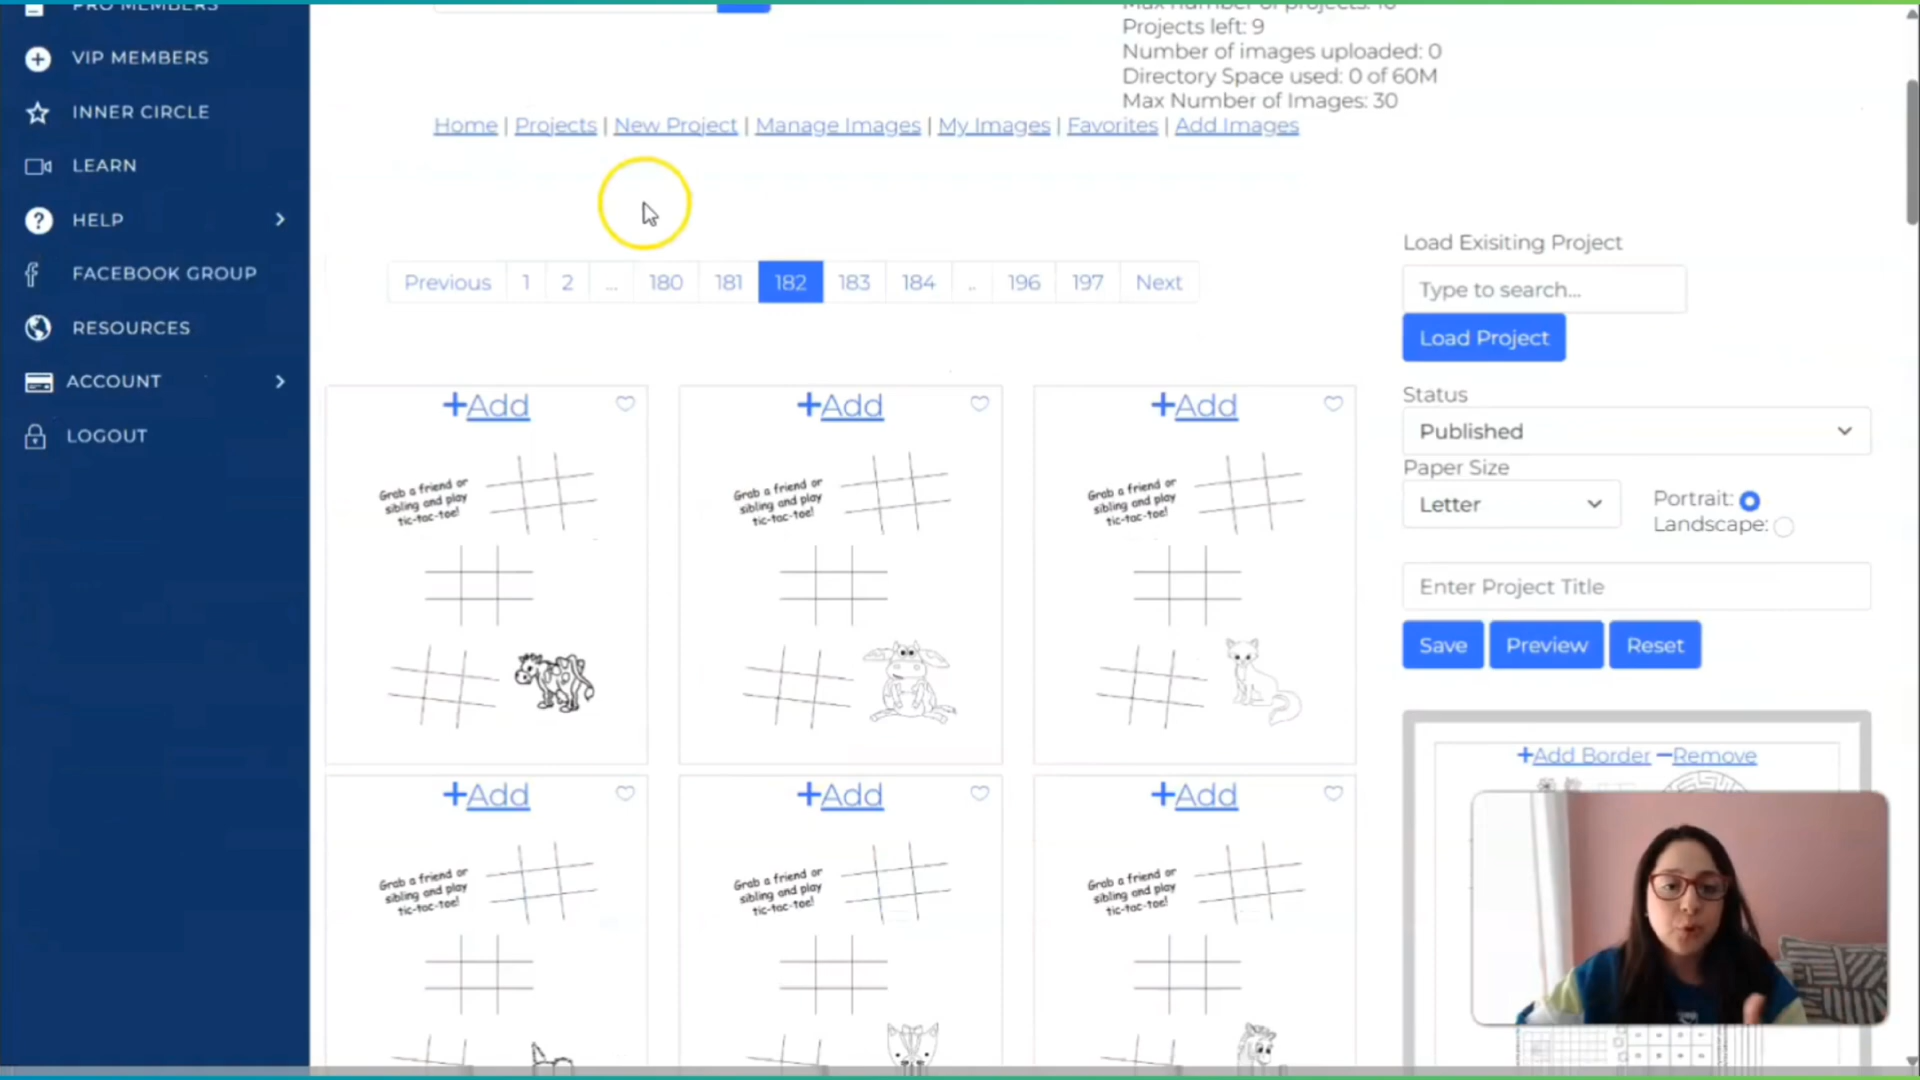 PRO MEMBERS
VIP MEMBERS
INNER CIRCLE
LEARN
HELP
FACEBOOK GROUP
RESOURCES
ACCOUNT
LOGOUT
Max number of projects: 10
Projects left: 9
Number of images uploaded: 0
Directory Space used: 0 of 60M
Max Number of Images: 30
Home | Projects | New Project | Manage Images | My Images | Favorites | Add Images
Previous 1 2 ... 180 181 182 183 184 .. 196 197 Next
+Add
Grab a friend or
sibling and play
tic-tac-toe!
+Add
Grab a friend or
sibling and play
tic-tac-toe!
+Add
Grab a friend or
sibling and play
tic-tac-toe!
+Add
Grab a friend or
sibling and play
tic-tac-toe!
+Add
Grab a friend or
sibling and play
tic-tac-toe!
+Add
Grab a friend or
sibling and play
tic-tac-toe!
Load Exisiting Project
Type to search...
Load Project
Status
Published
Paper Size
Letter
Portrait:
Landscape:
Enter Project Title
Save Preview Reset
+Add Border −Remove